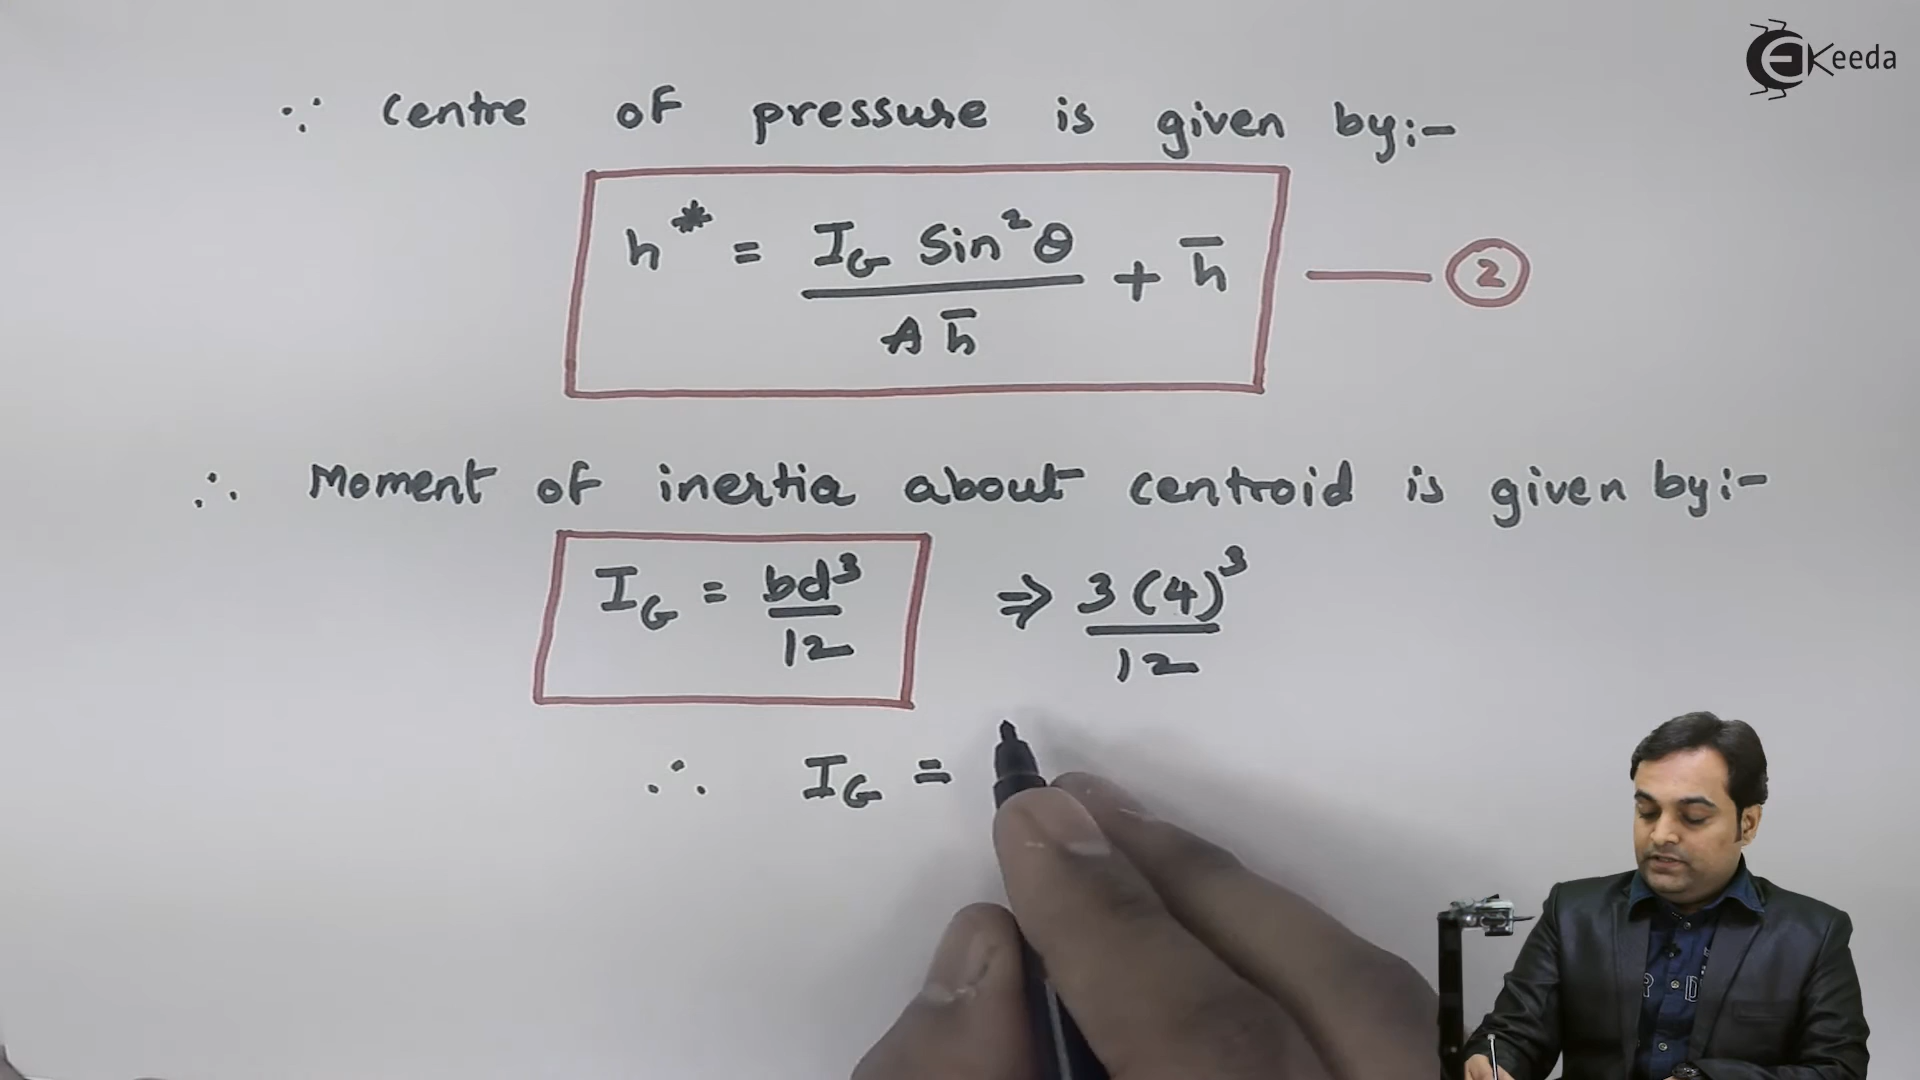 Keeda
∵ Centre of pressure is given by:-
h* = I_G Sin²θ / A h̅ + h̅ — ②
∴ Moment of inertia about centroid is given by:-
I_G = bd³/12 ⇒ 3(4)³/12
∴ I_G =